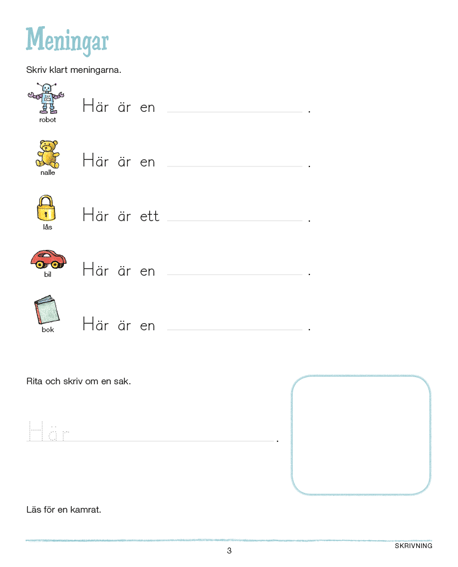 Meningar
Skriv klart meningarna.
robot
Här är en .
nalle
Här är en .
lås
Här är ett .
bil
Här är en .
bok
Här är en .
Rita och skriv om en sak.
Här .
Läs för en kamrat.
3
SKRIVNING